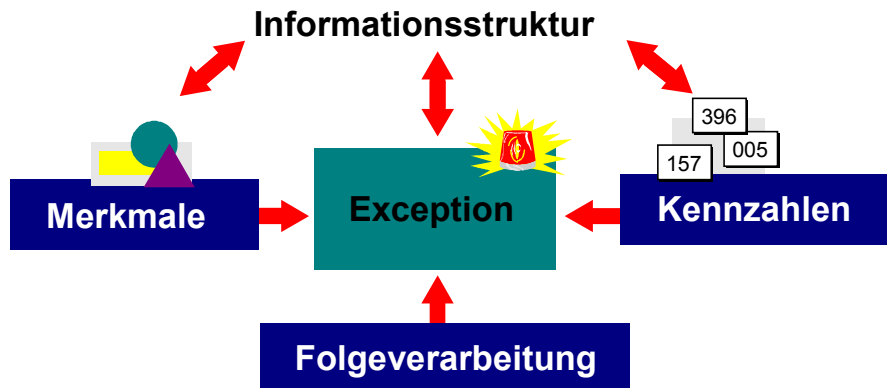 Informationsstruktur
396
005
157
Merkmale
Exception
Kennzahlen
Folgeverarbeitung